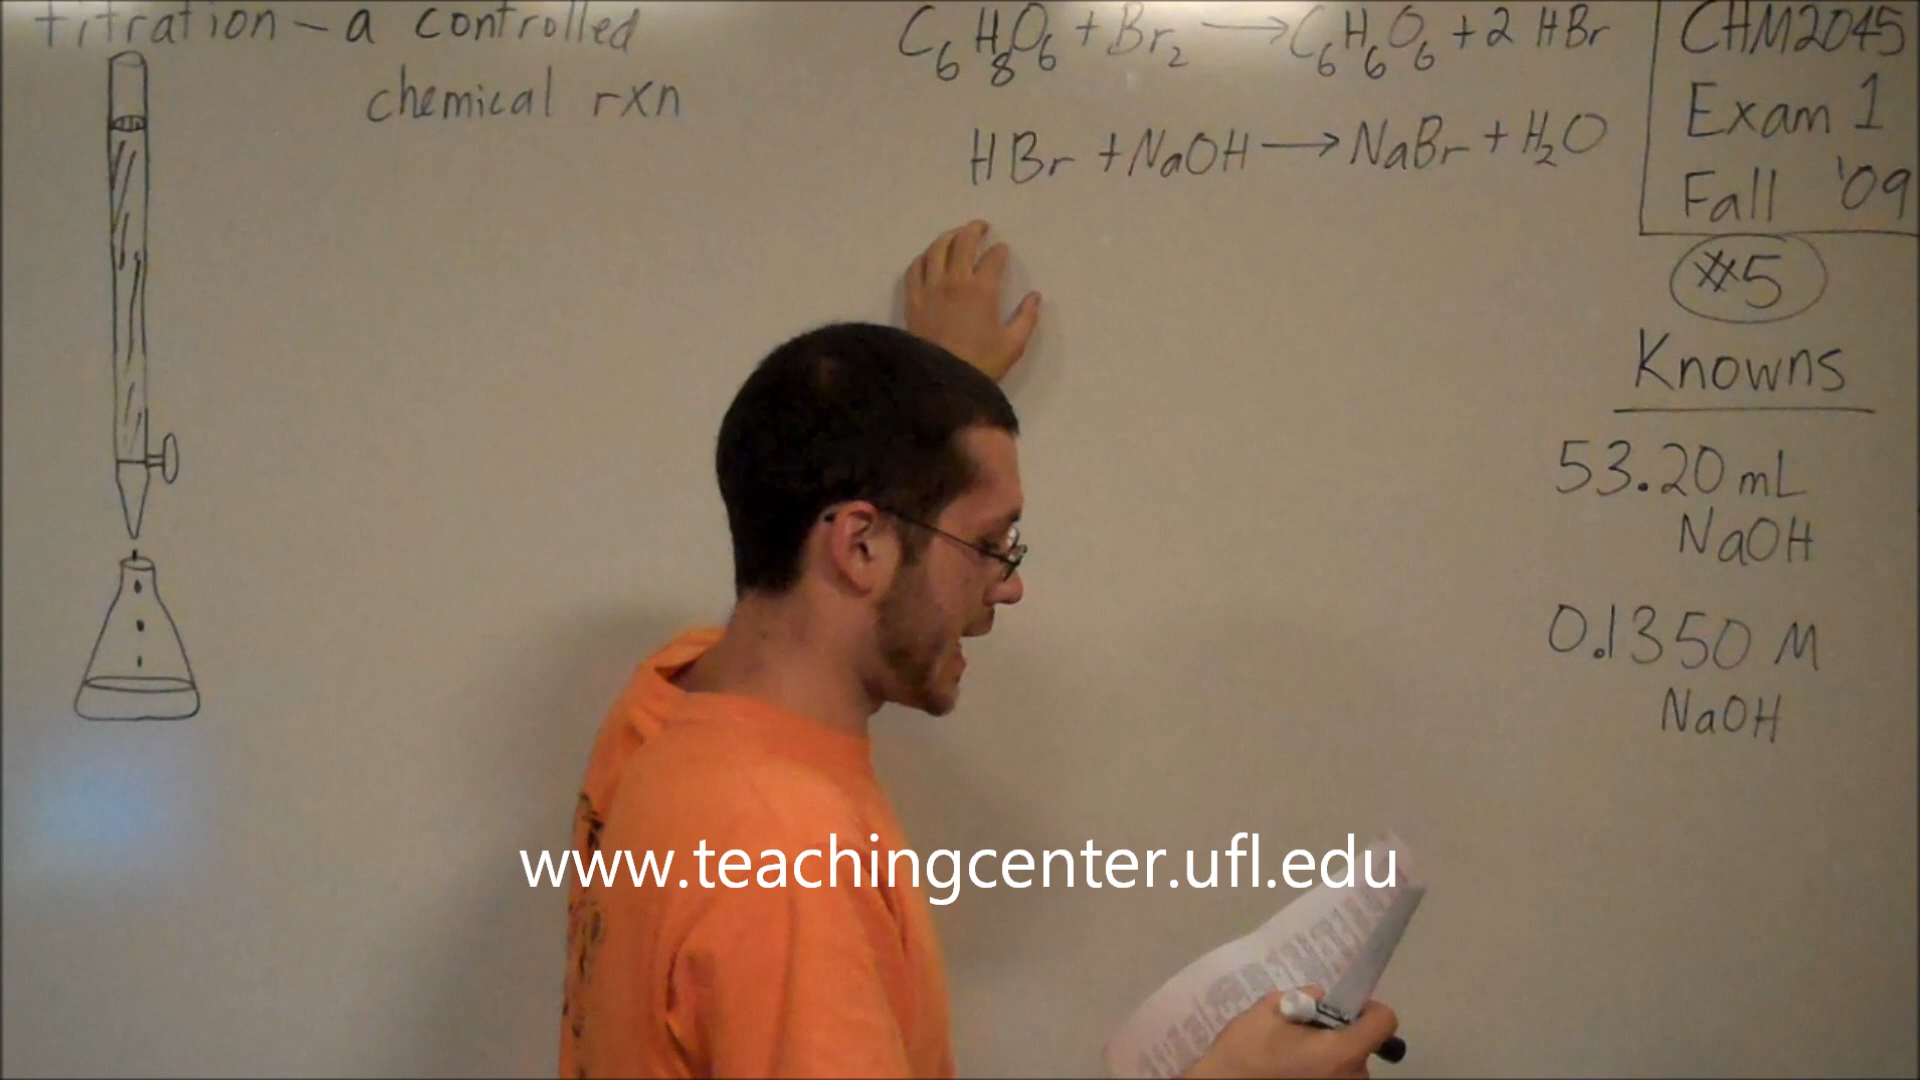 titration - a controlled
chemical rxn
C6H8O6 + Br2 → C6H6O6 + 2 HBr
HBr + NaOH → NaBr + H2O
CHM2045
Exam 1
Fall '09
#5
Knowns
53.20 mL
NaOH
0.1350 M
NaOH
www.teachingcenter.ufl.edu